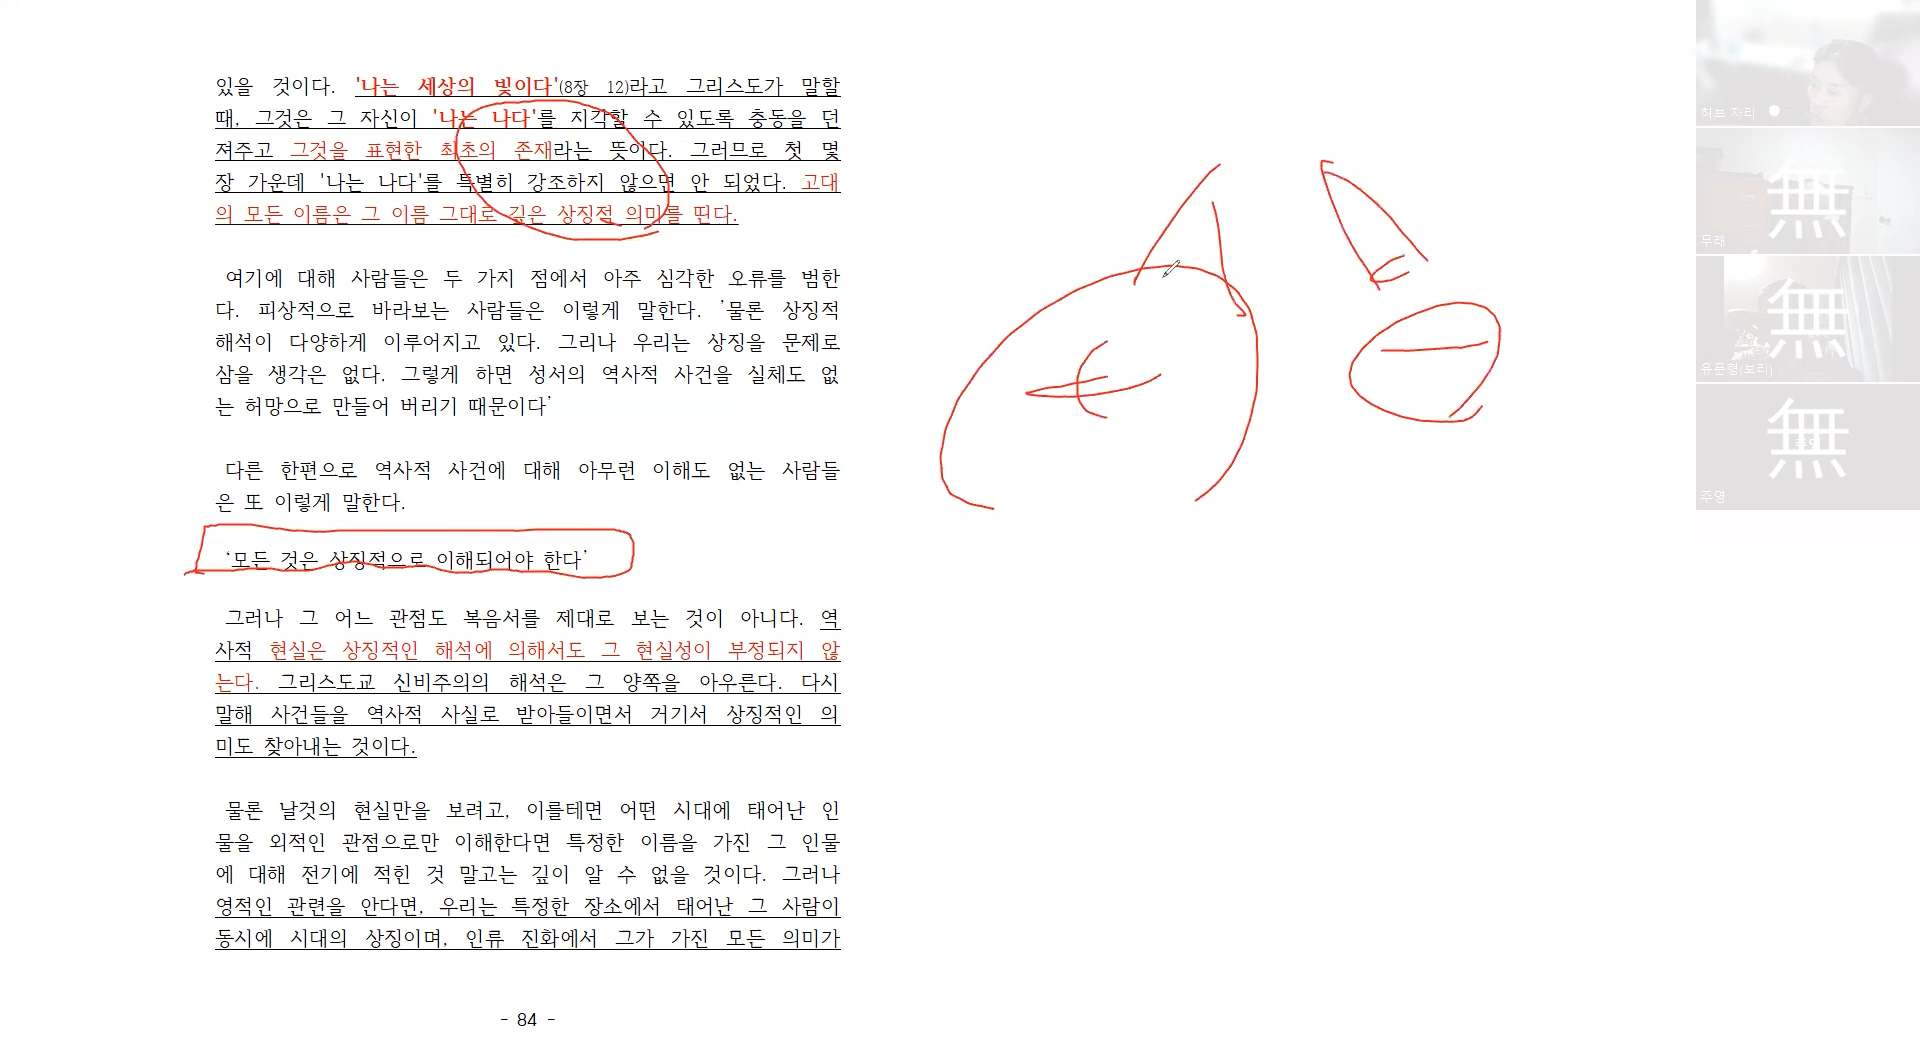 있을 것이다. '나는 세상의 빛이다'(8장 12)라고 그리스도가 말할
때, 그것은 그 자신이 '나는 나다'를 지각할 수 있도록 충동을 던
져주고 그것을 표현한 최초의 존재라는 뜻이다. 그러므로 첫 몇
장 가운데 '나는 나다'를 특별히 강조하지 않으면 안 되었다. 고대
의 모든 이름은 그 이름 그대로 깊은 상징적 의미를 띤다.
여기에 대해 사람들은 두 가지 점에서 아주 심각한 오류를 범한
다. 피상적으로 바라보는 사람들은 이렇게 말한다. ’물론 상징적
해석이 다양하게 이루어지고 있다. 그리나 우리는 상징을 문제로
삼을 생각은 없다. 그렇게 하면 성서의 역사적 사건을 실체도 없
는 허망으로 만들어 버리기 때문이다’
다른 한편으로 역사적 사건에 대해 아무런 이해도 없는 사람들
은 또 이렇게 말한다.
‘모든 것은 상징적으로 이해되어야 한다’
그러나 그 어느 관점도 복음서를 제대로 보는 것이 아니다. 역
사적 현실은 상징적인 해석에 의해서도 그 현실성이 부정되지 않
는다. 그리스도교 신비주의의 해석은 그 양쪽을 아우른다. 다시
말해 사건들을 역사적 사실로 받아들이면서 거기서 상징적인 의
미도 찾아내는 것이다.
물론 날것의 현실만을 보려고, 이를테면 어떤 시대에 태어난 인
물을 외적인 관점으로만 이해한다면 특정한 이름을 가진 그 인물
에 대해 전기에 적힌 것 말고는 깊이 알 수 없을 것이다. 그러나
영적인 관련을 안다면, 우리는 특정한 장소에서 태어난 그 사람이
동시에 시대의 상징이며, 인류 진화에서 그가 가진 모든 의미가
- 84 -
허브 자리
無
무래
無
유문형(보리)
無
주영